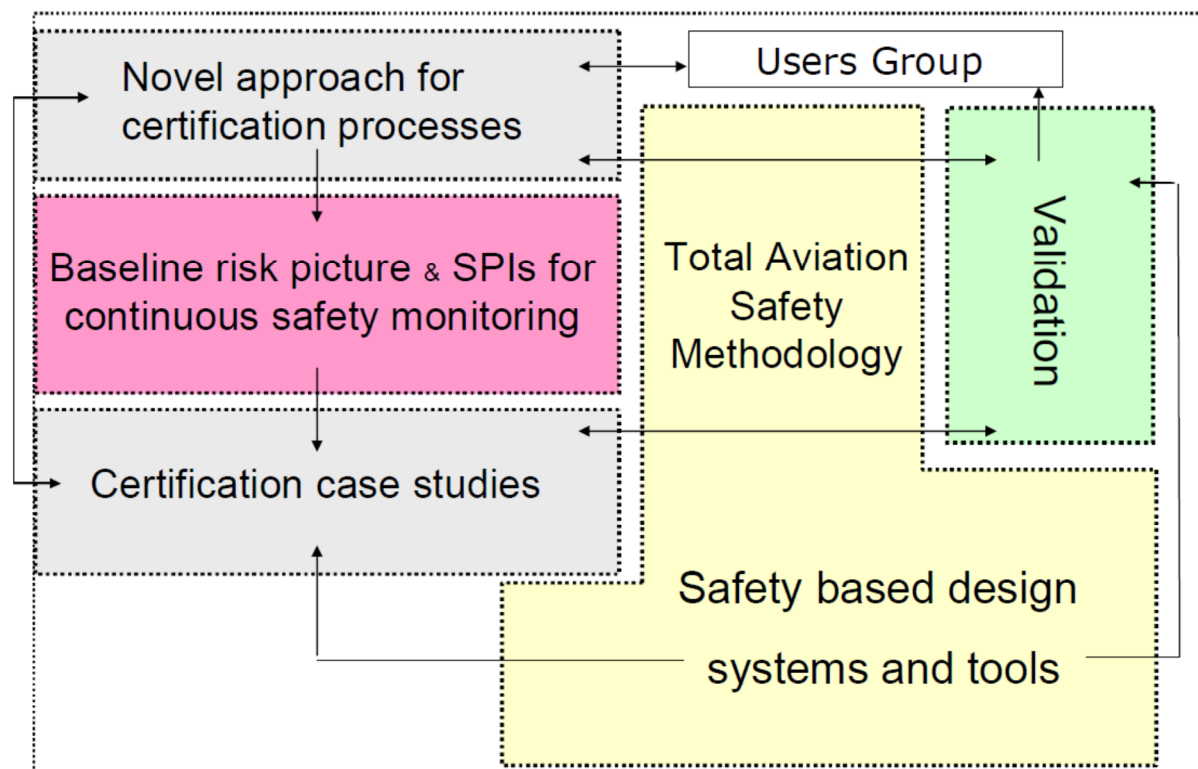 Novel approach for
certification processes
Users Group
Baseline risk picture & SPIs for
continuous safety monitoring
Total Aviation
Safety
Methodology
Validation
Certification case studies
Safety based design
systems and tools